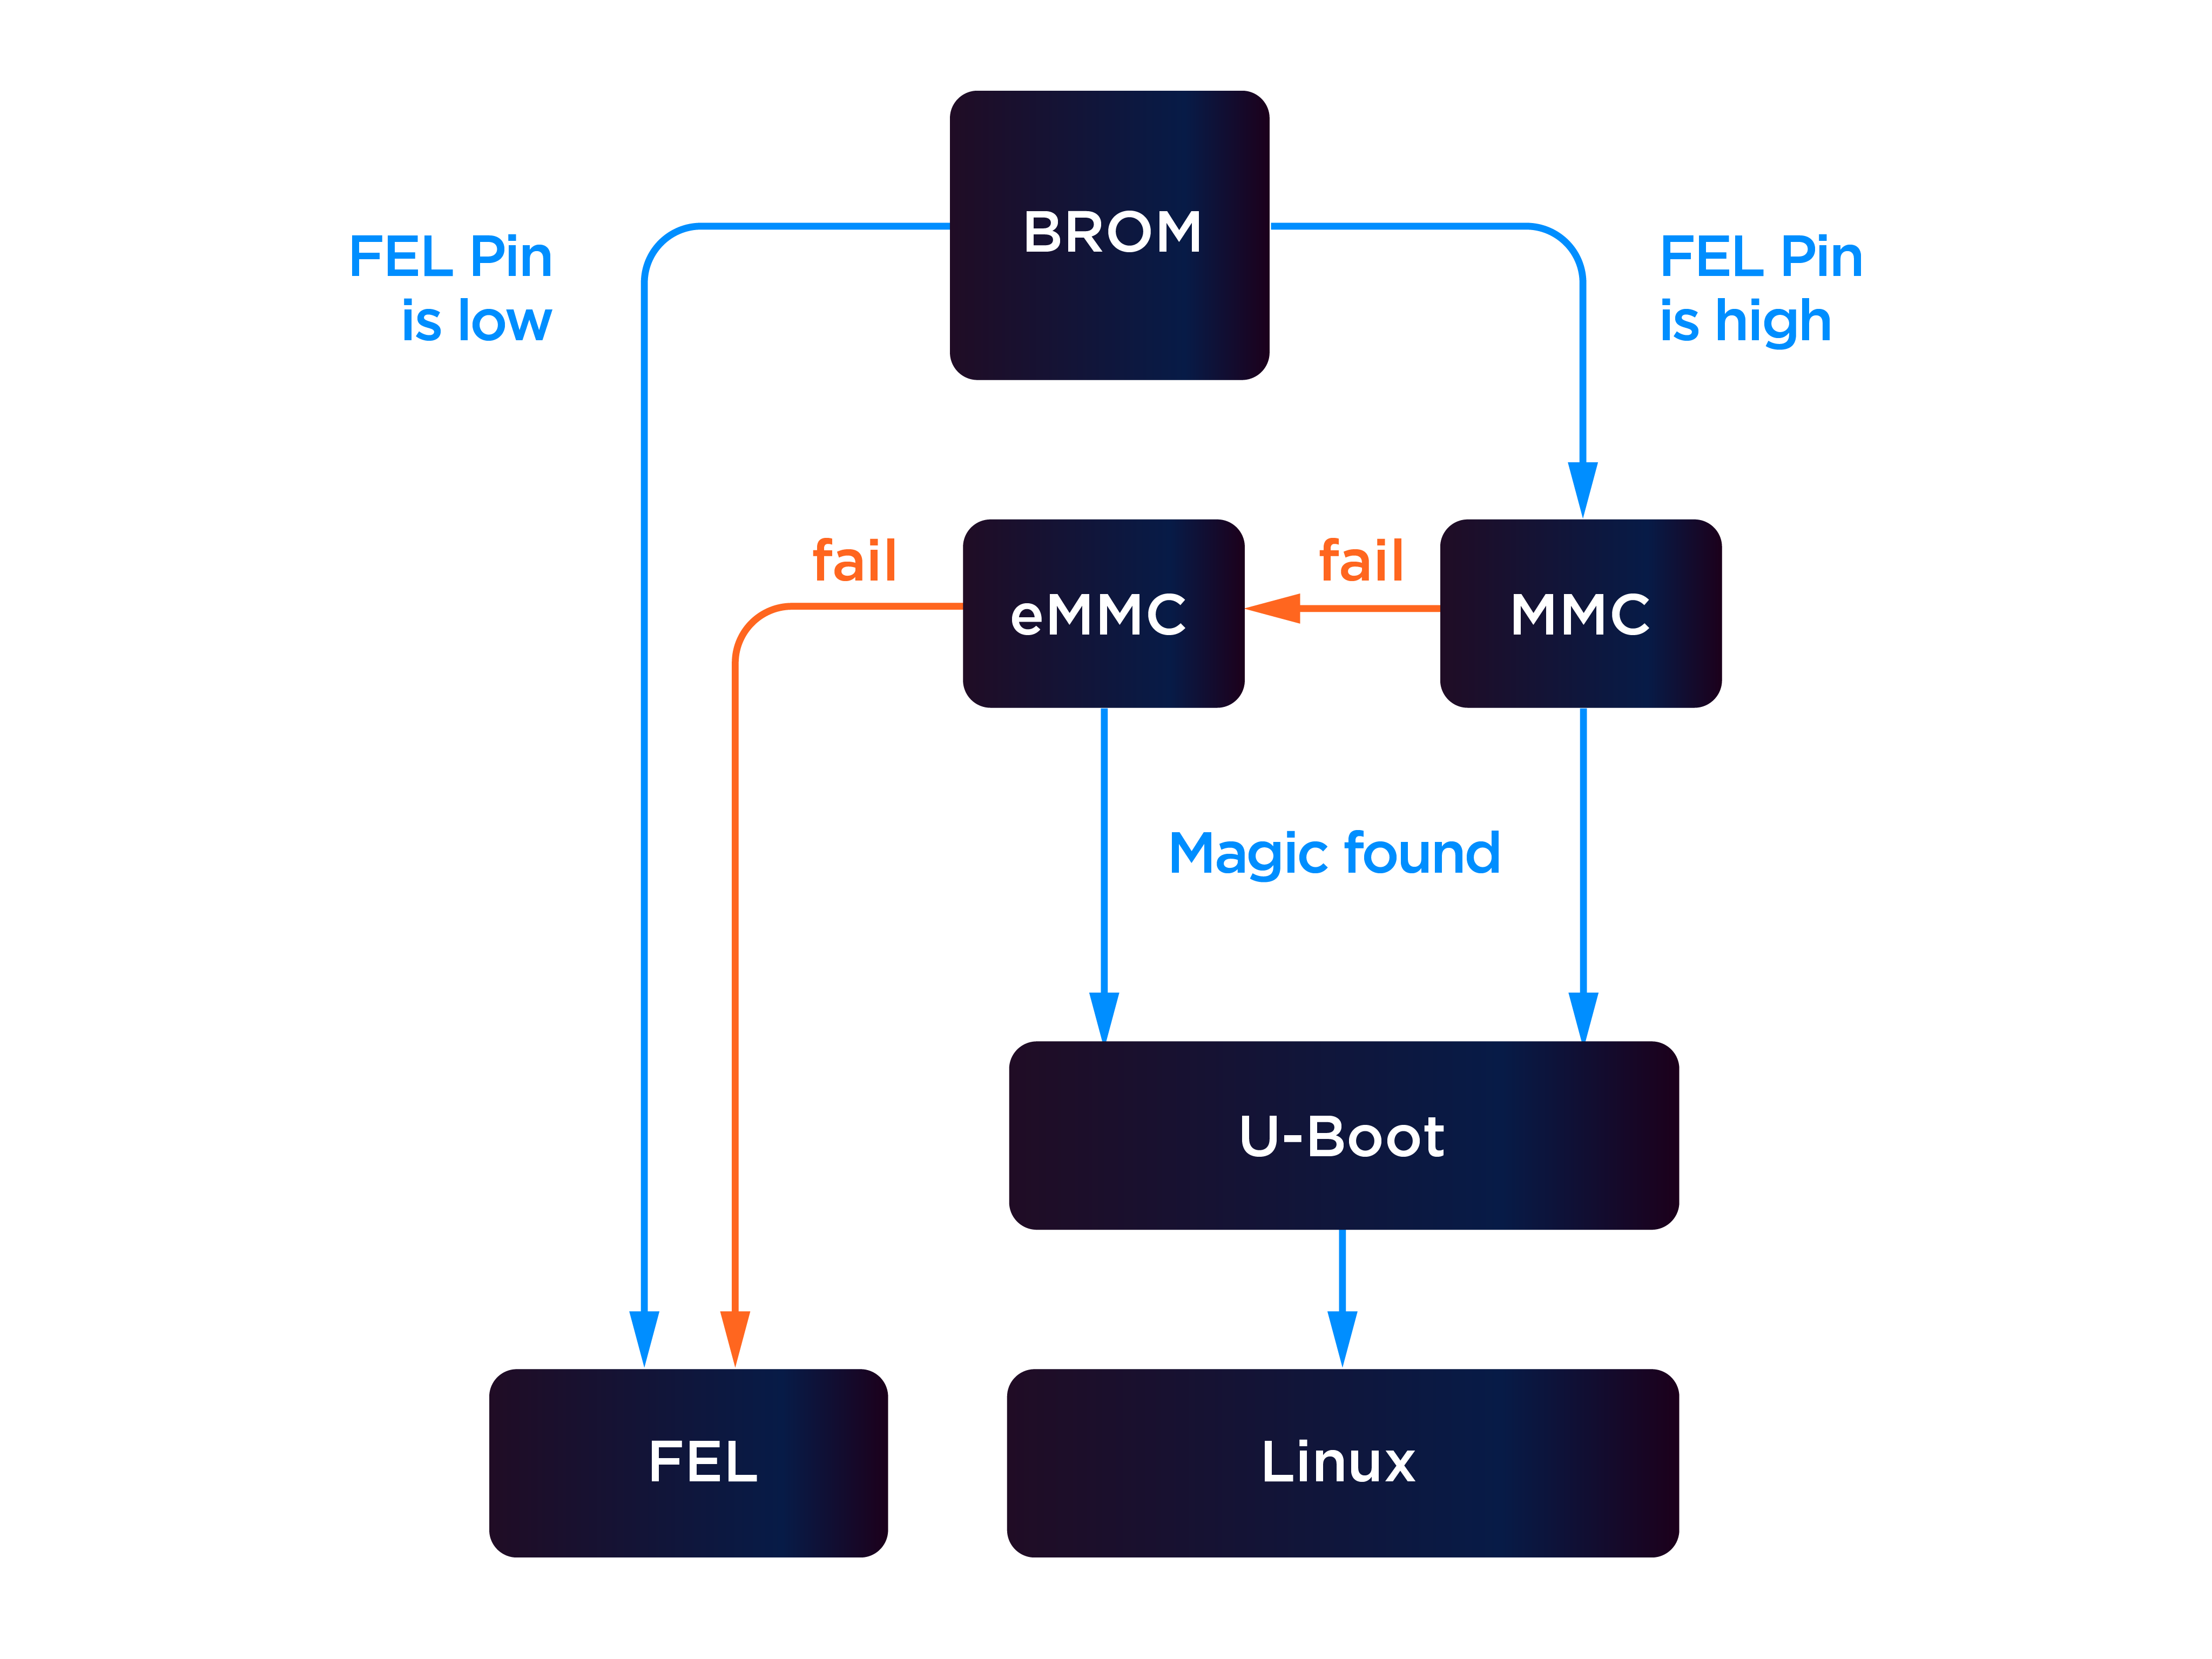 BROM
FEL Pin
is low
FEL Pin
is high
fail
fail
eMMC
MMC
Magic found
U-Boot
FEL
Linux